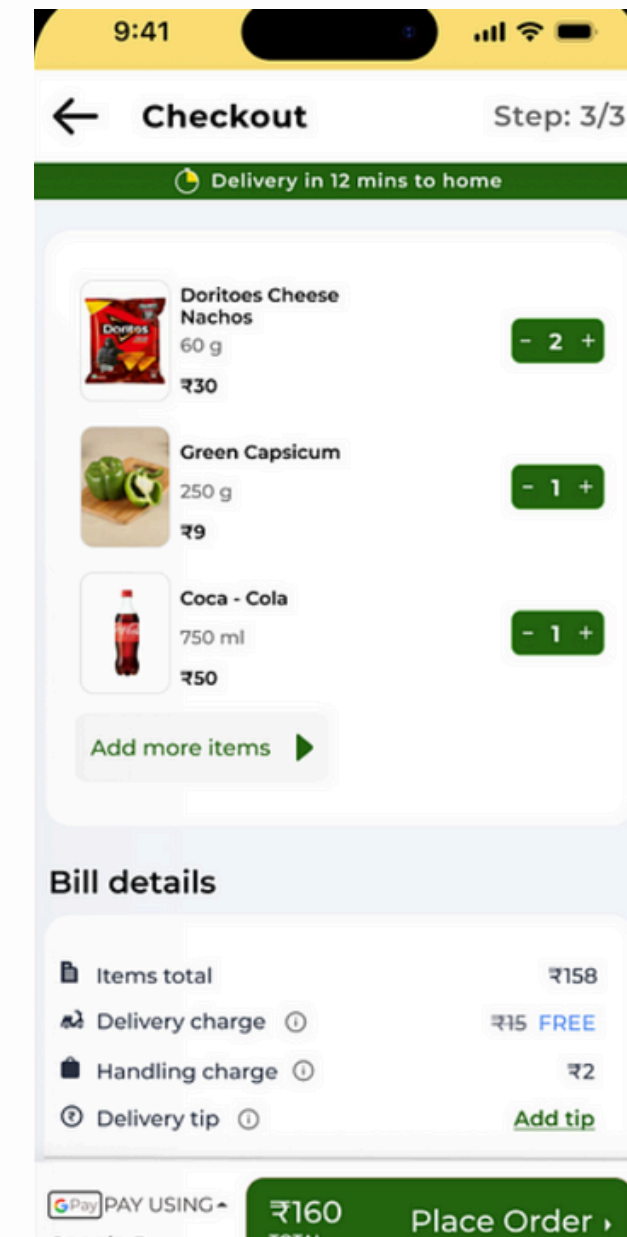 9:41
Checkout
Step: 3/3
Delivery in 12 mins to home
Doritos
Doritoes Cheese
Nachos
60 g
₹30
- 2 +
Green Capsicum
250 g
₹9
- 1 +
Coca - Cola
750 ml
₹50
- 1 +
Add more items
Bill details
Items total ₹158
Delivery charge ₹15 FREE
Handling charge ₹2
Delivery tip Add tip
G Pay PAY USING
₹160
Place Order